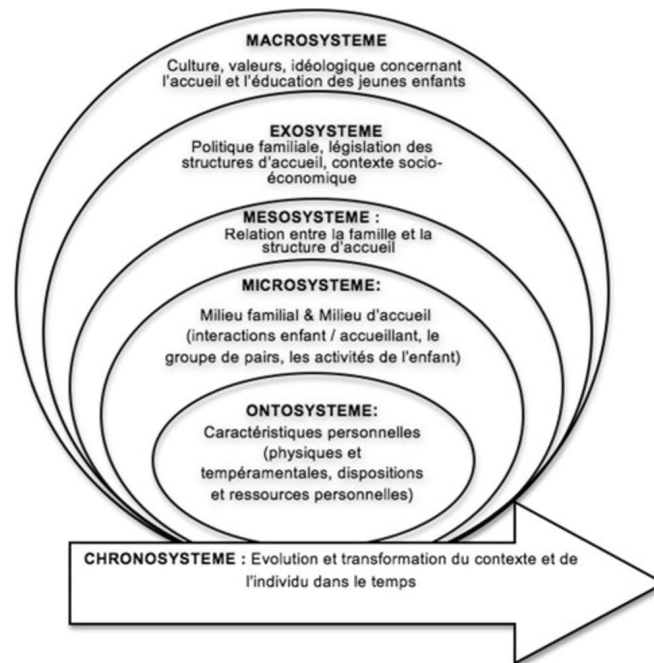 MACROSYSTEME
Culture, valeurs, idéologique concernant
l'accueil et l'éducation des jeunes enfants
EXOSYSTEME
Politique familiale, législation des
structures d'accueil, contexte socio-
économique
MESOSYSTEME :
Relation entre la famille et la
structure d'accueil
MICROSYSTEME:
Milieu familial & Milieu d'accueil
(interactions enfant / accueillant, le
groupe de pairs, les activités de l'enfant)
ONTOSYSTEME:
Caractéristiques personnelles
(physiques et
tempéramentales, dispositions
et ressources personnelles)
CHRONOSYSTEME : Evolution et transformation du contexte et de
l'individu dans le temps